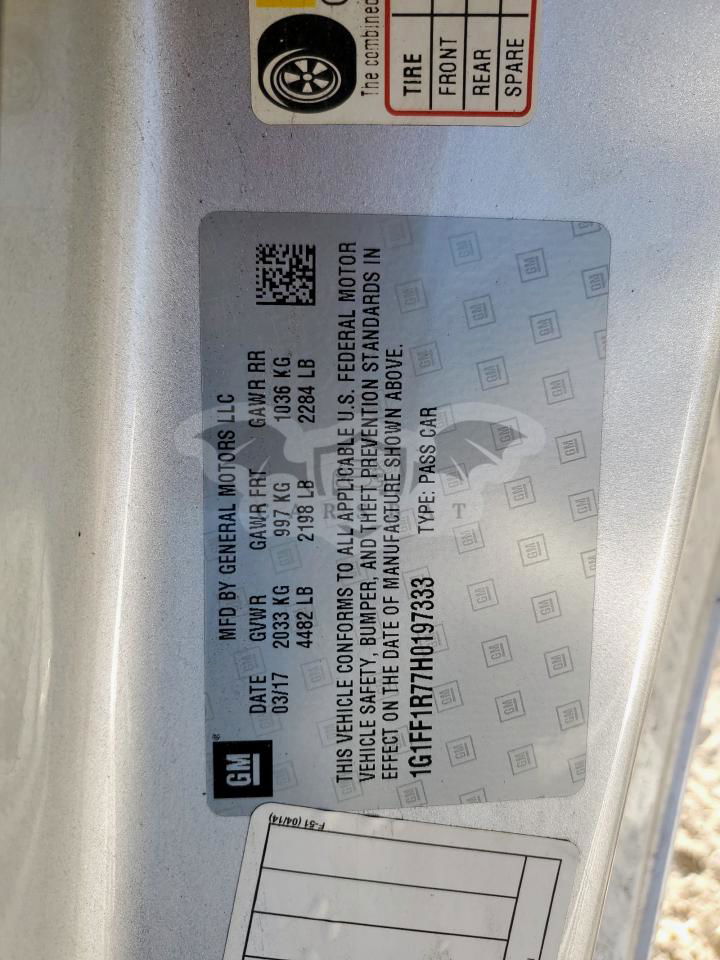 The combined
TIRE
FRONT
REAR
SPARE
GM
MFD BY GENERAL MOTORS LLC
DATE GVWR GAWR FRT GAWR RR
03/17 2033 KG 997 KG 1036 KG
4482 LB 2198 LB 2284 LB
THIS VEHICLE CONFORMS TO ALL APPLICABLE U.S. FEDERAL MOTOR
VEHICLE SAFETY, BUMPER, AND THEFT PREVENTION STANDARDS IN
EFFECT ON THE DATE OF MANUFACTURE SHOWN ABOVE.
1G1FF1R77H0197333 TYPE: PASS CAR
F-51 (04/14)